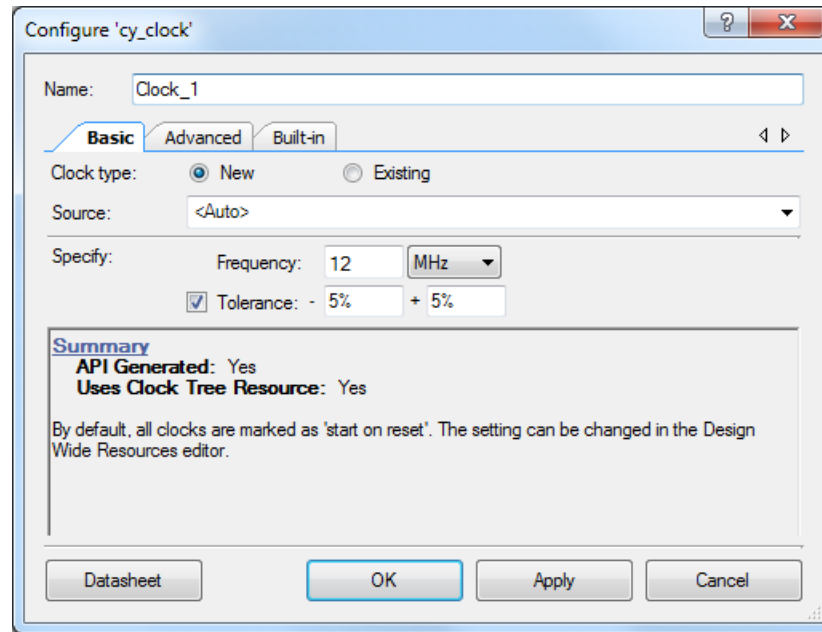 Configure 'cy_clock'
Name: Clock_1
Basic Advanced Built-in
Clock type: New Existing
Source: <Auto>
Specify: Frequency: 12 MHz
Tolerance: - 5% + 5%
Summary
API Generated: Yes
Uses Clock Tree Resource: Yes
By default, all clocks are marked as 'start on reset'. The setting can be changed in the Design
Wide Resources editor.
Datasheet OK Apply Cancel